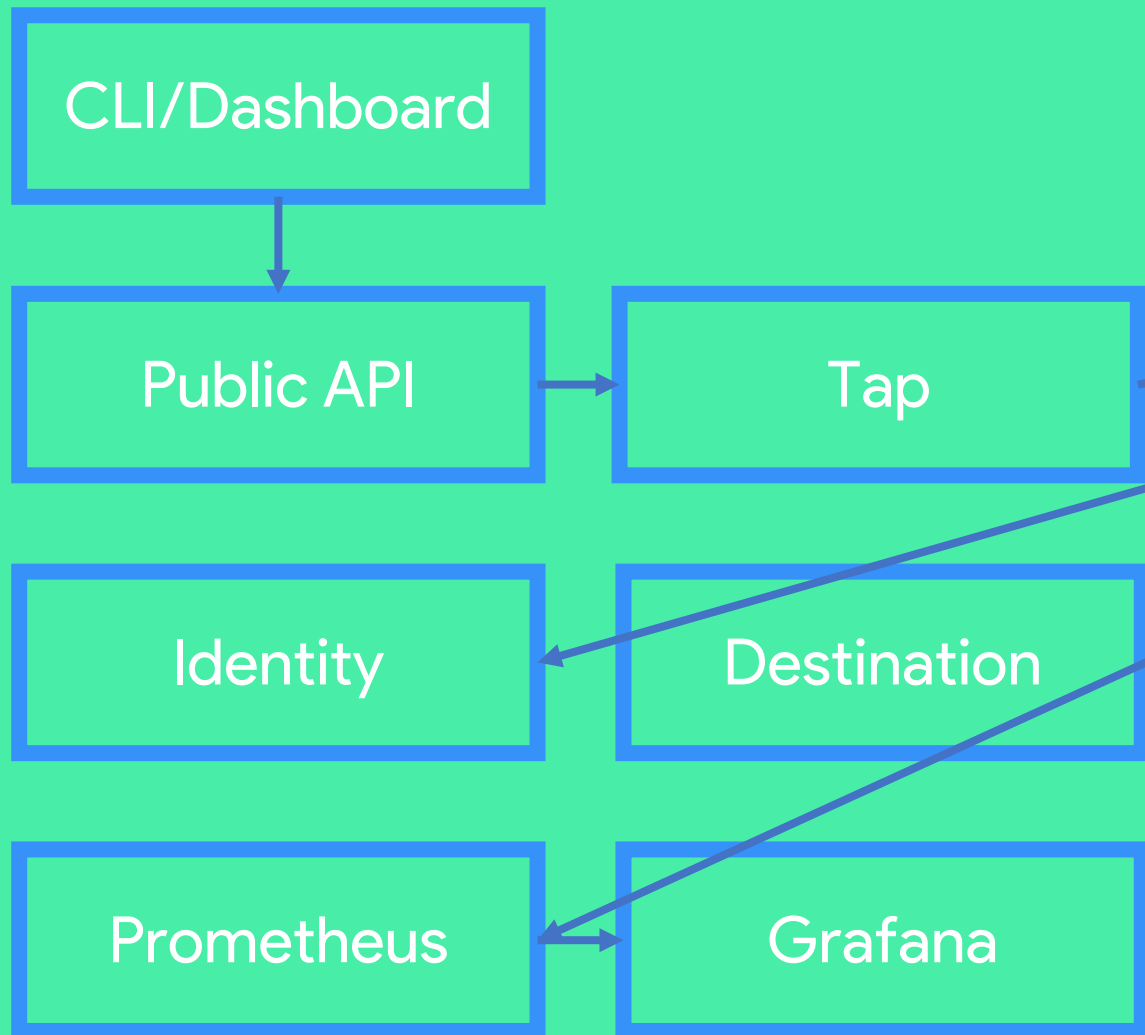 CLI/Dashboard
Public API
Tap
Identity
Destination
Prometheus
Grafana